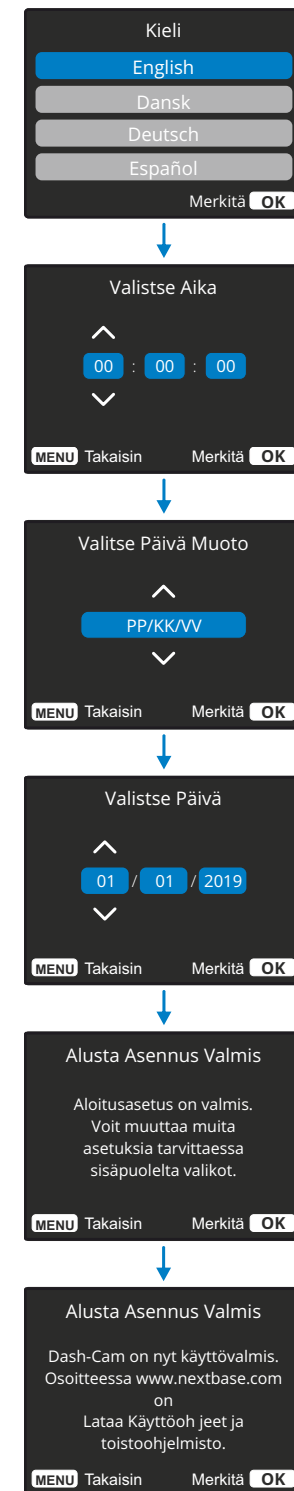 Kieli
English
Dansk
Deutsch
Español
Merkitä OK
Valistse Aika
00 : 00 : 00
MENU Takaisin Merkitä OK
Valitse Päivä Muoto
PP/KK/VV
MENU Takaisin Merkitä OK
Valistse Päivä
01 / 01 / 2019
MENU Takaisin Merkitä OK
Alusta Asennus Valmis
Aloitusasetus on valmis.
Voit muuttaa muita
asetuksia tarvittaessa
sisäpuolelta valikot.
MENU Takaisin Merkitä OK
Alusta Asennus Valmis
Dash-Cam on nyt käyttövalmis.
Osoitteessa www.nextbase.com
on
Lataa Käyttöoh jeet ja
toistoohjelmisto.
MENU Takaisin Merkitä OK